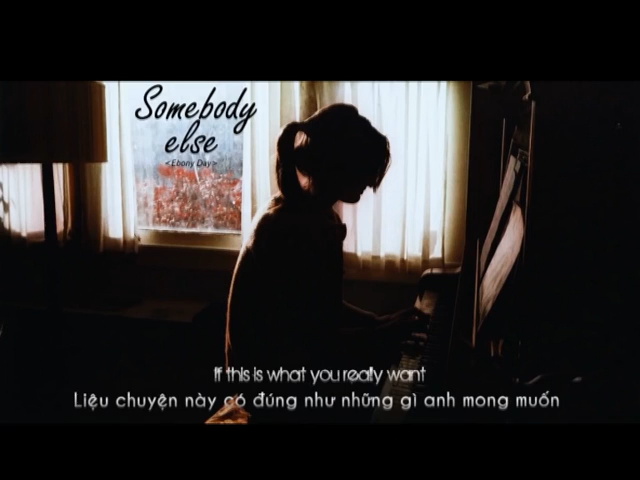 Somebody
else
<Ebony Day>
If this is what you really want
Liệu chuyện này có đúng như những gì anh mong muốn